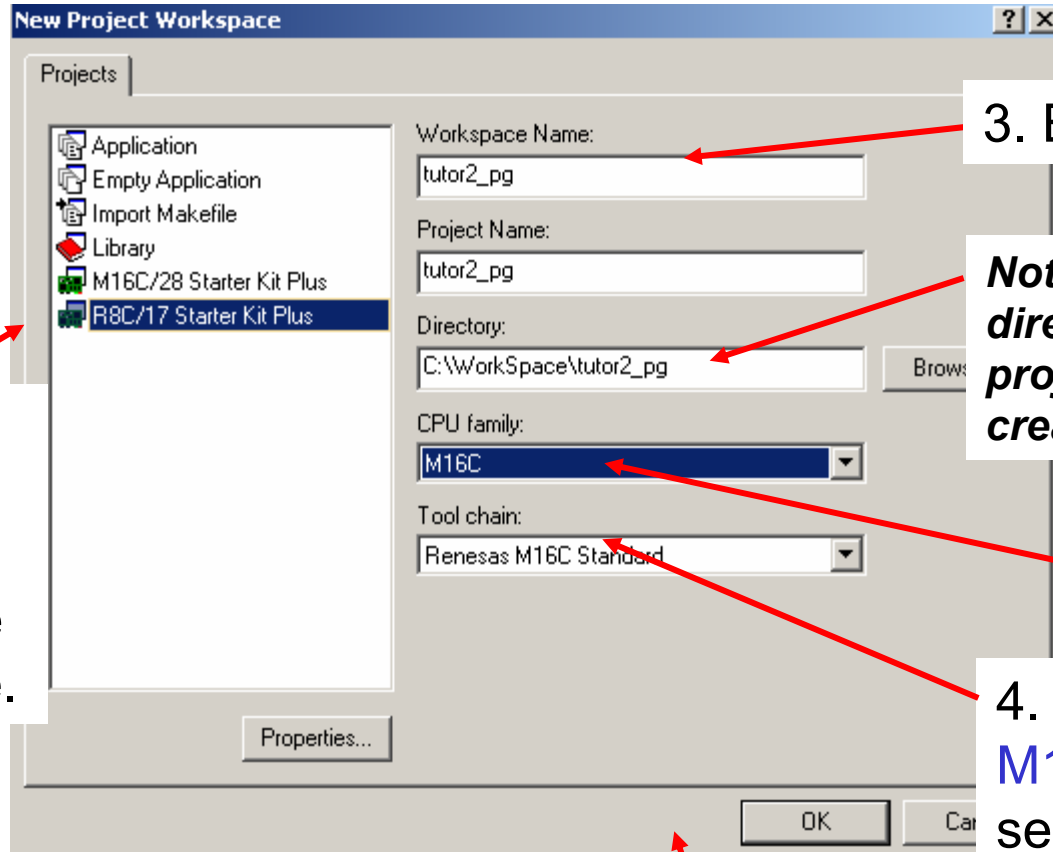 New Project Workspace
Projects
Application
Empty Application
Import Makefile
Library
M16C/28 Starter Kit Plus
R8C/17 Starter Kit Plus
Workspace Name:
tutor2_pg
Project Name:
tutor2_pg
Directory:
C:\WorkSpace\tutor2_pg
CPU family:
M16C
Tool chain:
Renesas M16C Standard
Properties...
OK
3.
4.